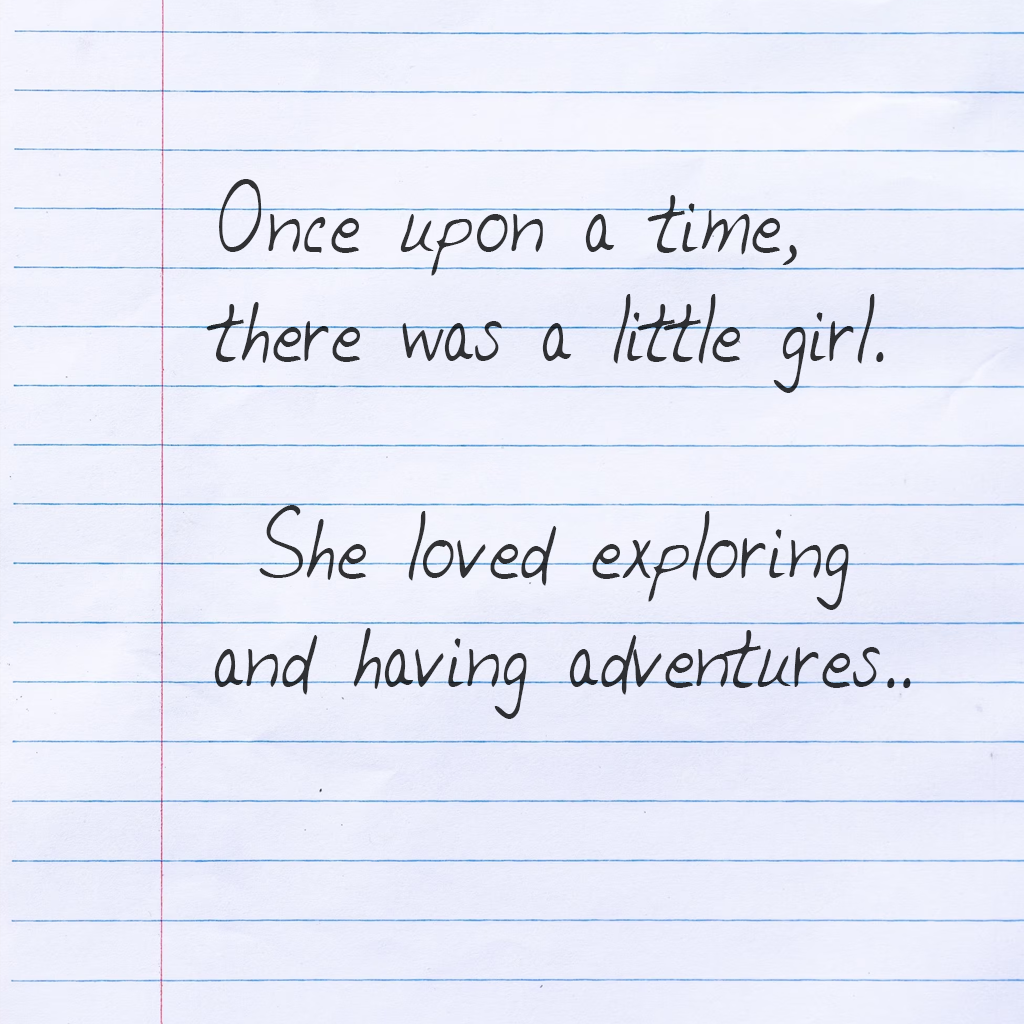 Once upon a time,
there was a little girl.
She loved exploring
and having adventures..